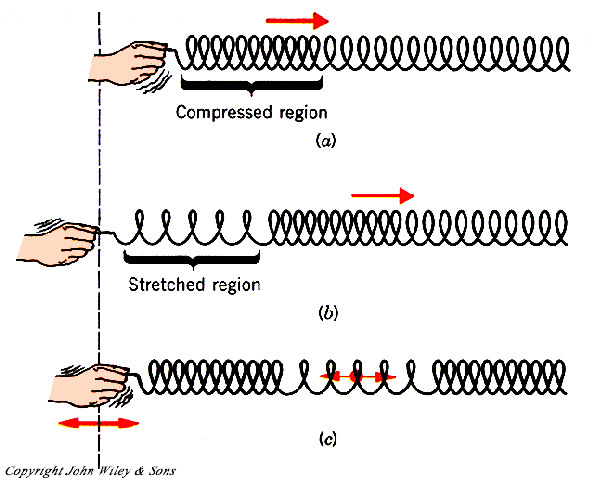 Compressed region
(a)
Stretched region
(b)
(c)
Copyright John Wiley & Sons